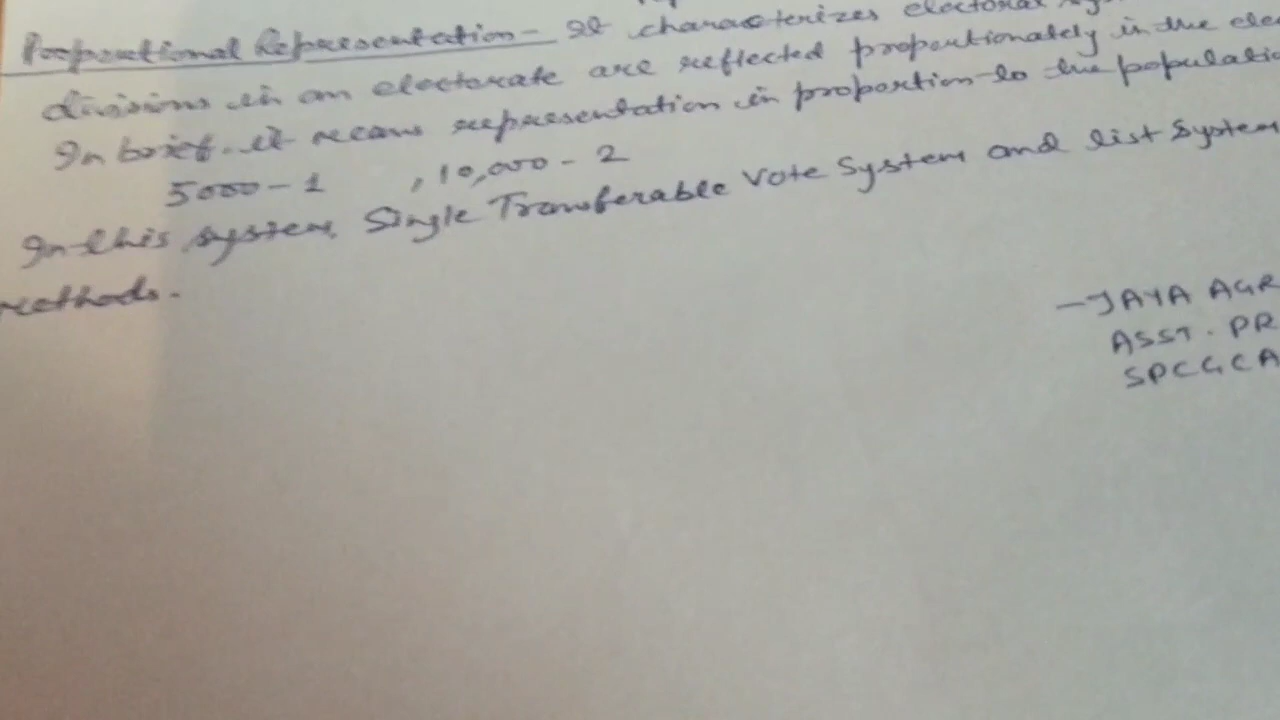 Proportional Representation - It characterizes electoral
divisions in an electorate are reflected proportionately in the
In brief. it means representation in proportion to the
5000 - 1 , 10,000 - 2
In this system, Single Transferable Vote System and list System
methods.
- JAYA AGR
ASST. PR
SPCGCA